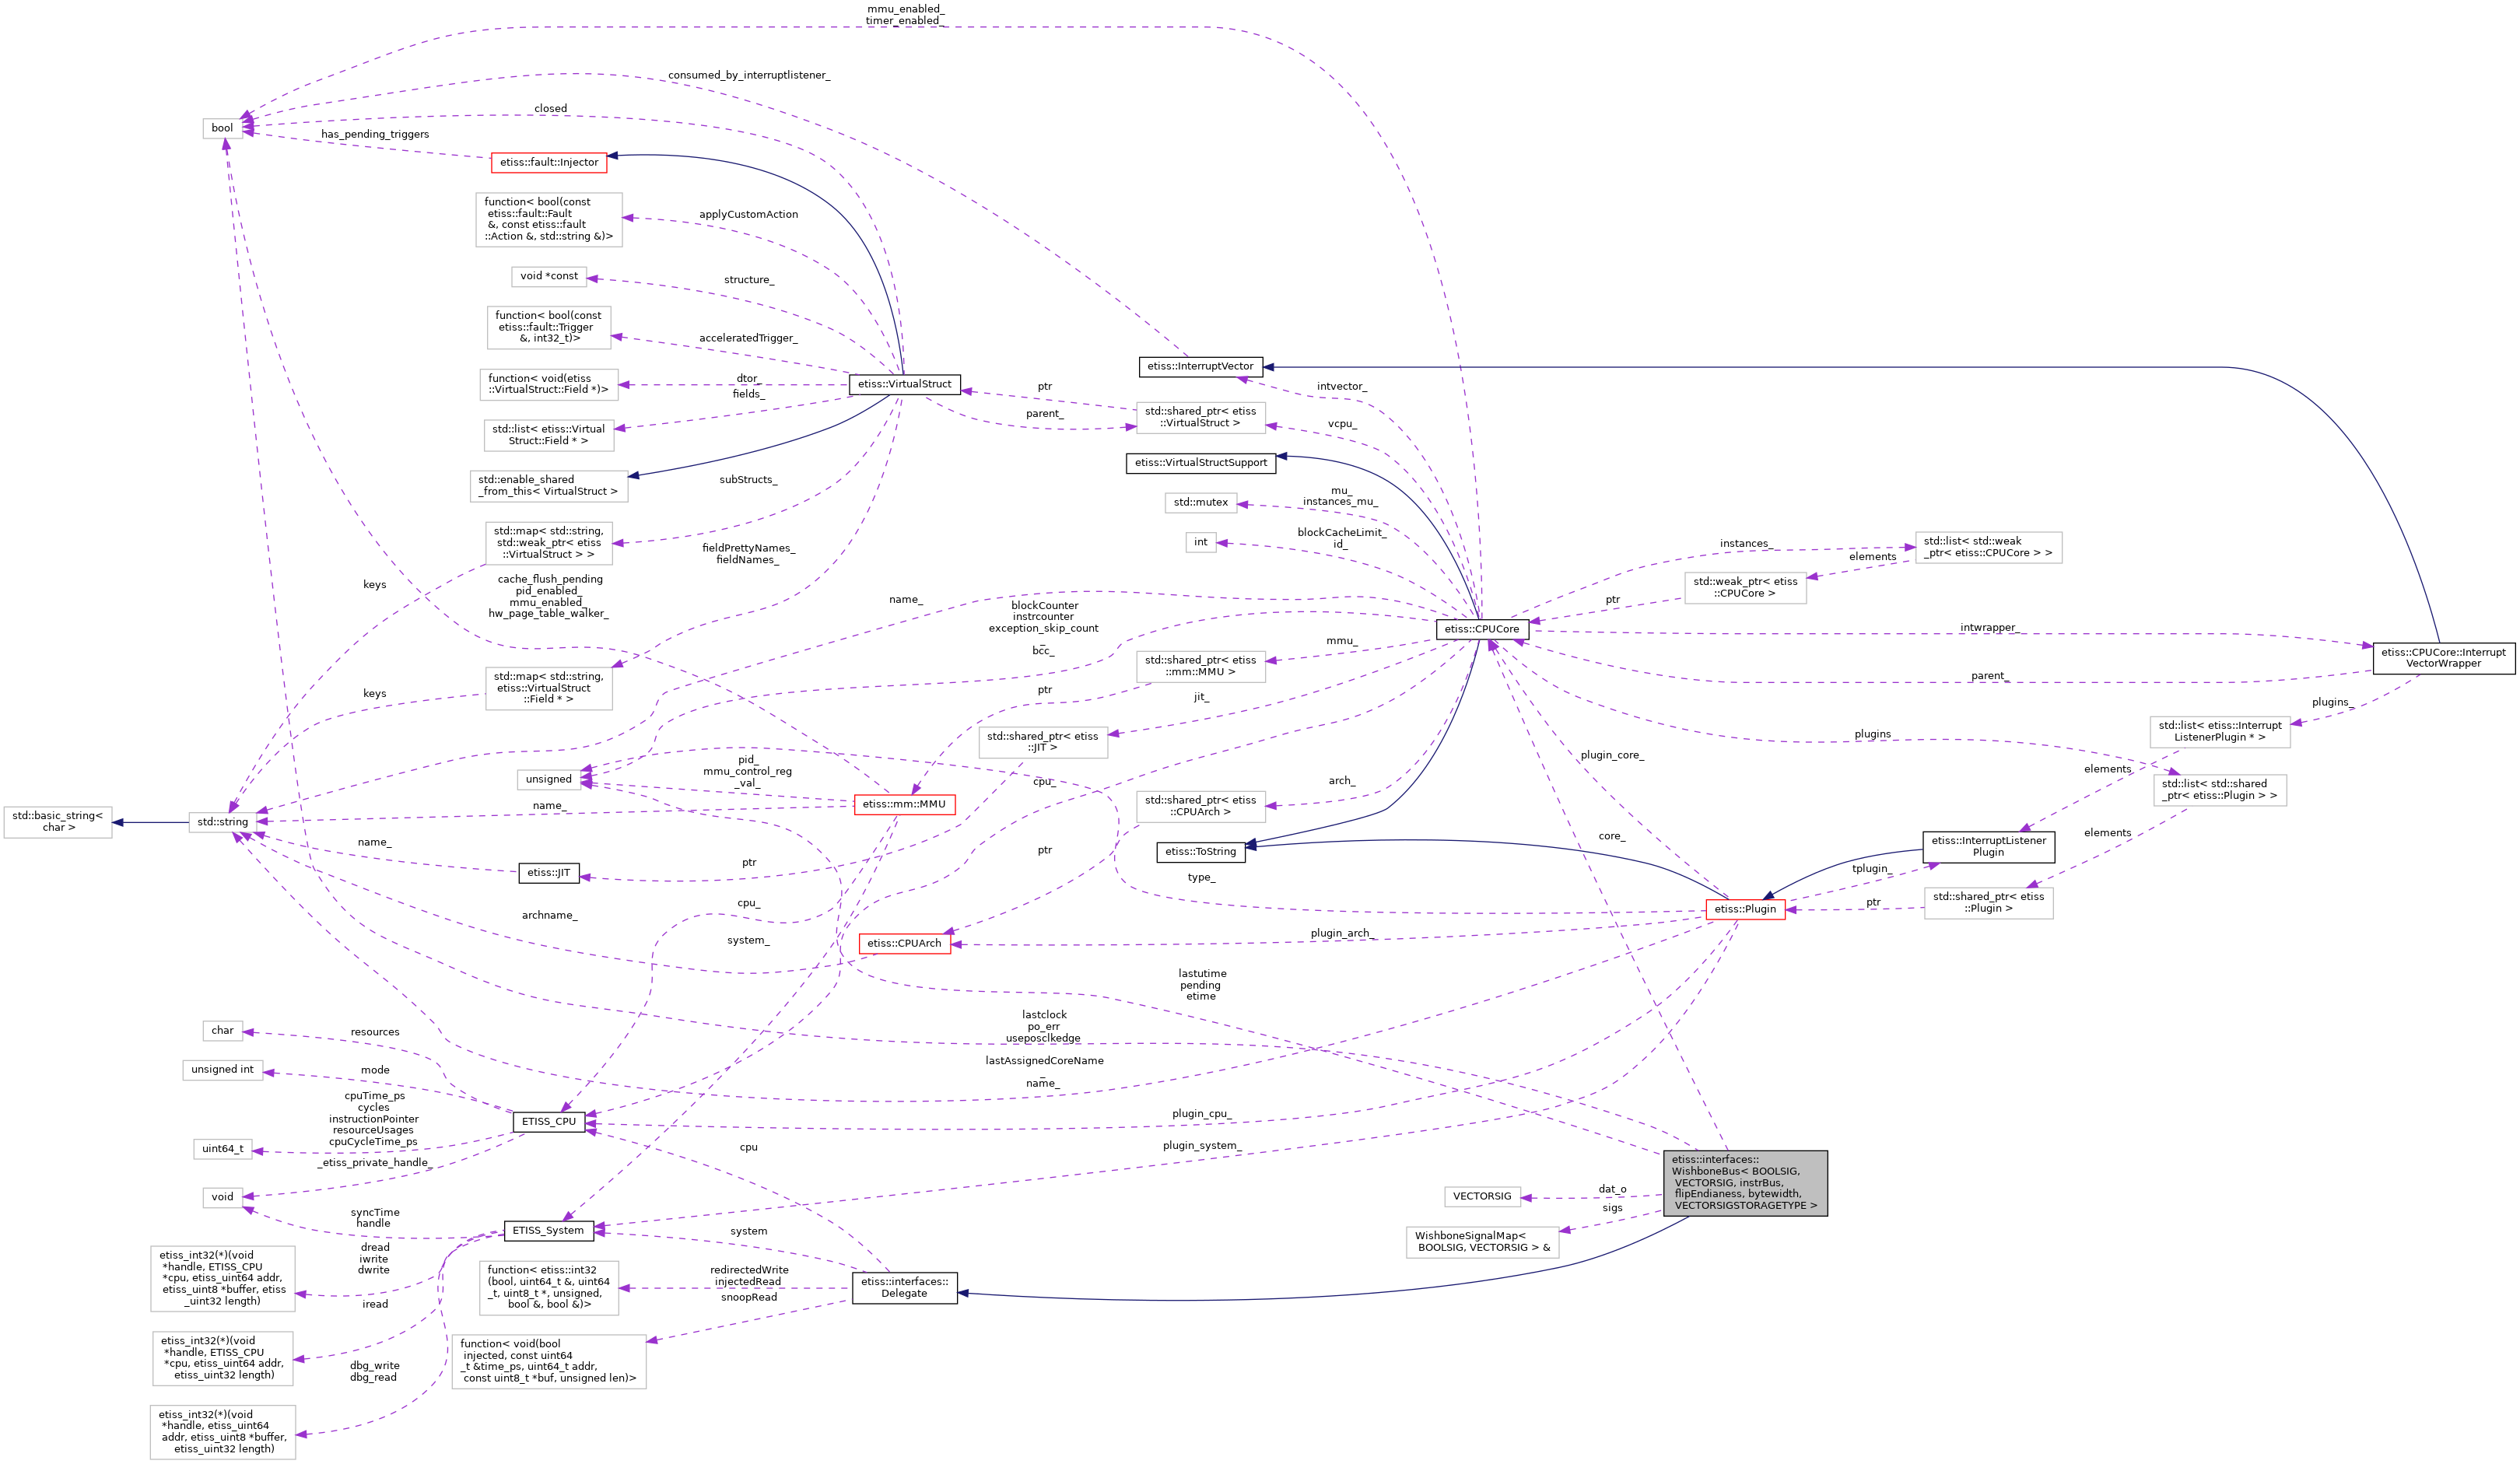 mmu_enabled_
timer_enabled_
consumed_by_interruptlistener_
closed
bool
has_pending_triggers
etiss::fault::Injector
function< bool(const
etiss::fault::Fault
&, const etiss::fault
::Action &, std::string &)>
applyCustomAction
void *const
structure_
function< bool(const
etiss::fault::Trigger
&, int32_t)>
acceleratedTrigger_
etiss::InterruptVector
function< void(etiss
::VirtualStruct::Field *)>
dtor_
fields_
etiss::VirtualStruct
ptr
intvector_
parent_
std::shared_ptr< etiss
::VirtualStruct >
vcpu_
std::list< etiss::Virtual
Struct::Field * >
etiss::VirtualStructSupport
std::enable_shared
_from_this< VirtualStruct >
subStructs_
std::mutex
mu_
instances_mu_
std::map< std::string,
std::weak_ptr< etiss
::VirtualStruct > >
fieldPrettyNames_
fieldNames_
int
blockCacheLimit_
id_
instances_
std::list< std::weak
_ptr< etiss::CPUCore > >
elements
std::weak_ptr< etiss
::CPUCore >
ptr
keys
cache_flush_pending
pid_enabled_
mmu_enabled_
hw_page_table_walker_
name_
blockCounter
instrcounter
exception_skip_count
_
bcc_
etiss::CPUCore
intwrapper_
etiss::CPUCore::Interrupt
VectorWrapper
mmu_
std::shared_ptr< etiss
::mm::MMU >
parent_
keys
std::map< std::string,
etiss::VirtualStruct
::Field * >
ptr
jit_
plugins_
std::list< etiss::Interrupt
ListenerPlugin * >
std::shared_ptr< etiss
::JIT >
plugins
plugin_core_
elements
unsigned
pid_
mmu_control_reg
_val_
cpu_
arch_
std::list< std::shared
_ptr< etiss::Plugin > >
std::basic_string<
char >
std::string
name_
etiss::mm::MMU
std::shared_ptr< etiss
::CPUArch >
elements
core_
name_
etiss::ToString
etiss::InterruptListener
Plugin
ptr
ptr
etiss::JIT
type_
tplugin_
std::shared_ptr< etiss
::Plugin >
ptr
etiss::Plugin
cpu_
archname_
system_
etiss::CPUArch
plugin_arch_
lastutime
pending
etime
char
resources
lastclock
po_err
useposclkedge
unsigned int
mode
lastAssignedCoreName
_
name_
cpuTime_ps
cycles
instructionPointer
resourceUsages
cpuCycleTime_ps
ETISS_CPU
plugin_cpu_
uint64_t
cpu
plugin_system_
_etiss_private_handle_
void
etiss::interfaces::
WishboneBus< BOOLSIG,
VECTORSIG, instrBus,
flipEndianess, bytewidth,
VECTORSIGSTORAGETYPE >
VECTORSIG
dat_o
sigs
syncTime
handle
ETISS_System
system
WishboneSignalMap<
BOOLSIG, VECTORSIG > &
etiss_int32(*)(void
*handle, ETISS_CPU
*cpu, etiss_uint64 addr,
etiss_uint8 *buffer, etiss
_uint32 length)
dread
iwrite
dwrite
function< etiss::int32
(bool, uint64_t &, uint64
_t, uint8_t *, unsigned,
bool &, bool &)>
redirectedWrite
injectedRead
snoopRead
etiss::interfaces::
Delegate
iread
etiss_int32(*)(void
*handle, ETISS_CPU
*cpu, etiss_uint64 addr,
etiss_uint32 length)
function< void(bool
injected, const uint64
_t &time_ps, uint64_t addr,
const uint8_t *buf, unsigned len)>
dbg_write
dbg_read
etiss_int32(*)(void
*handle, etiss_uint64
addr, etiss_uint8 *buffer,
etiss_uint32 length)